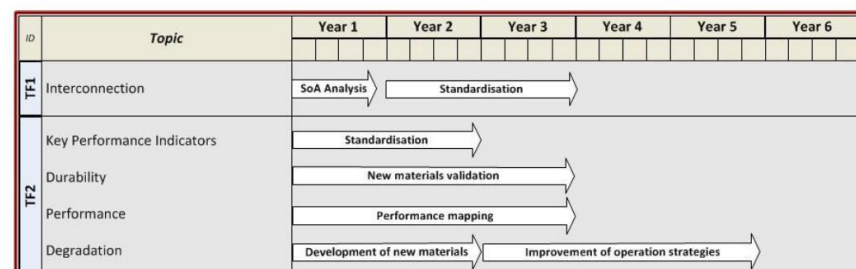 ID Topic Year 1 Year 2 Year 3 Year 4 Year 5 Year 6
TF1 Interconnection SoA Analysis Standardisation
TF2
Key Performance Indicators Standardisation
Durability New materials validation
Performance Performance mapping
Degradation Development of new materials Improvement of operation strategies